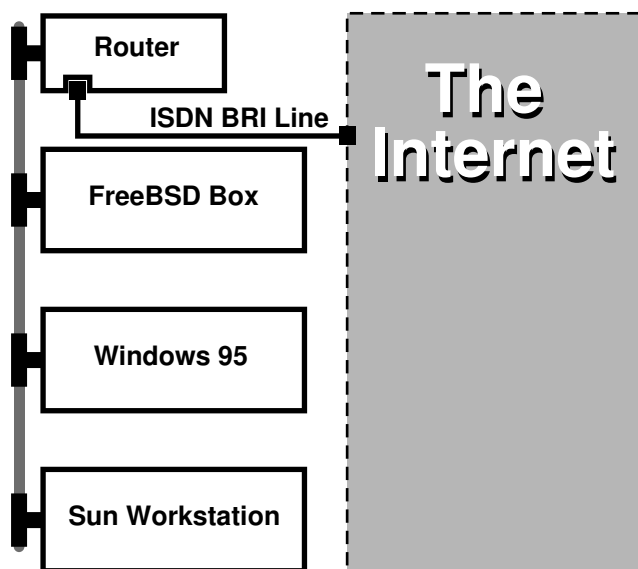 Router
The
Internet
ISDN BRI Line
FreeBSD Box
Windows 95
Sun Workstation